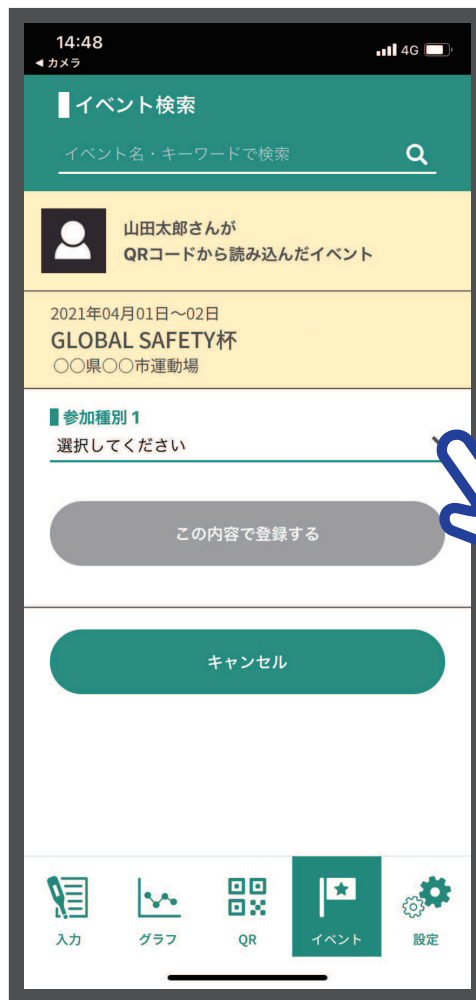 14:48
4G
◀カメラ
イベント検索
イベント名・キーワードで検索
山田太郎さんが
QRコードから読み込んだイベント
2021年04月01日～02日
GLOBAL SAFETY杯
○○県○○市運動場
参加種別 1
選択してください
この内容で登録する
キャンセル
入力
グラフ
QR
イベント
設定